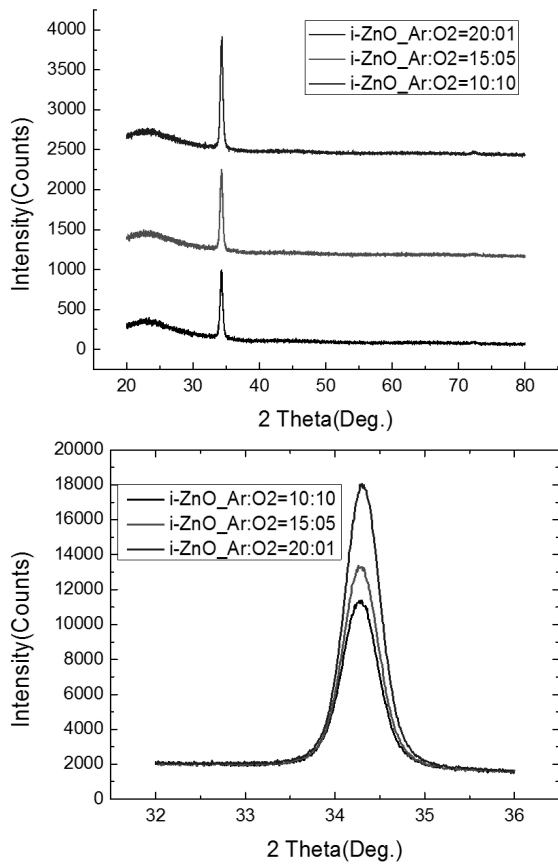 4000
3500
3000
2500
2000
1500
1000
500
0
Intensity(Counts)
i-ZnO_Ar:O2=20:01
i-ZnO_Ar:O2=15:05
i-ZnO_Ar:O2=10:10
20 30 40 50 60 70 80
2 Theta(Deg.)
20000
18000
16000
14000
12000
10000
8000
6000
4000
2000
0
Intensity(Counts)
i-ZnO_Ar:O2=10:10
i-ZnO_Ar:O2=15:05
i-ZnO_Ar:O2=20:01
32 33 34 35 36
2 Theta(Deg.)